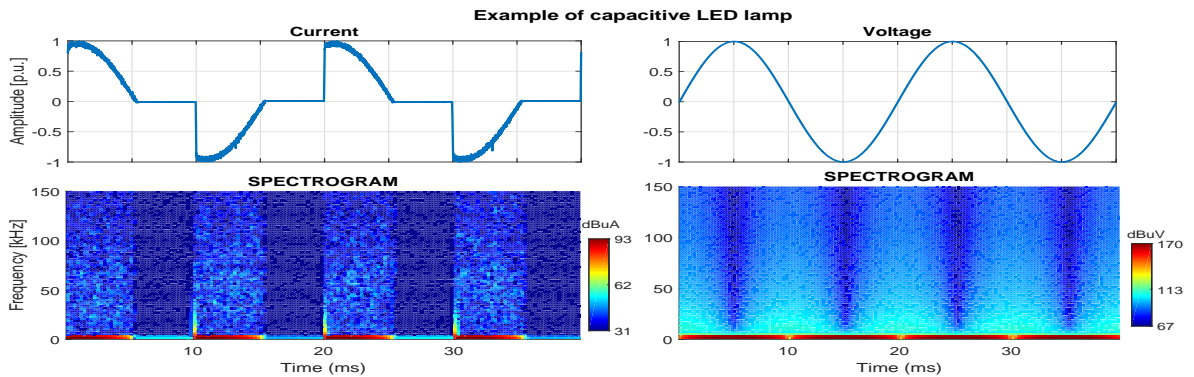 Example of capacitive LED lamp
Current
Amplitude [p.u.]
1
0.5
0
-0.5
-1
Voltage
1
0.5
0
-0.5
-1
SPECTROGRAM
Frequency [kHz]
150
100
50
0
10
20
30
Time (ms)
dBuA
93
62
31
SPECTROGRAM
150
100
50
0
10
20
30
Time (ms)
dBuV
170
113
67